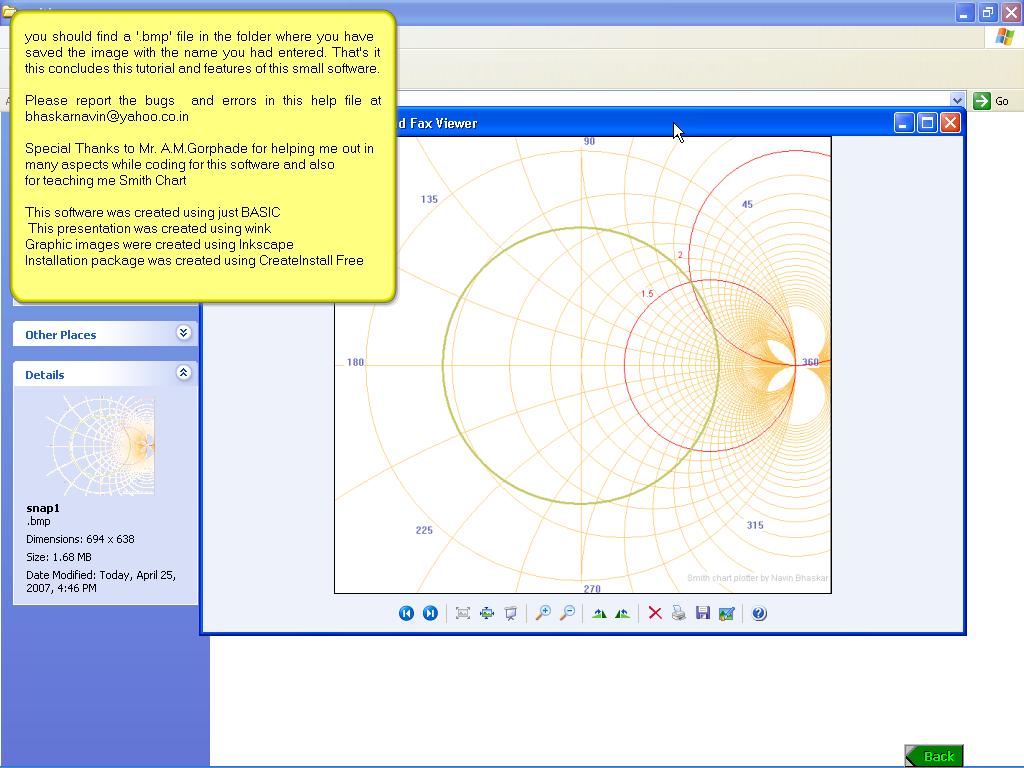 you should find a '.bmp' file in the folder where you have
saved the image with the name you had entered. That's it
this concludes this tutorial and features of this small software.
Please report the bugs and errors in this help file at
bhaskarnavin@yahoo.co.in
Special Thanks to Mr. A.M.Gorphade for helping me out in
many aspects while coding for this software and also
for teaching me Smith Chart
This software was created using just BASIC
This presentation was created using wink
Graphic images were created using Inkscape
Installation package was created using CreateInstall Free
Go
d Fax Viewer
90
135
45
2
1.5
180
360
225
315
270
Smith chart plotter by Navin Bhaskar
Other Places
Details
snap1
.bmp
Dimensions: 694 x 638
Size: 1.68 MB
Date Modified: Today, April 25,
2007, 4:46 PM
Back